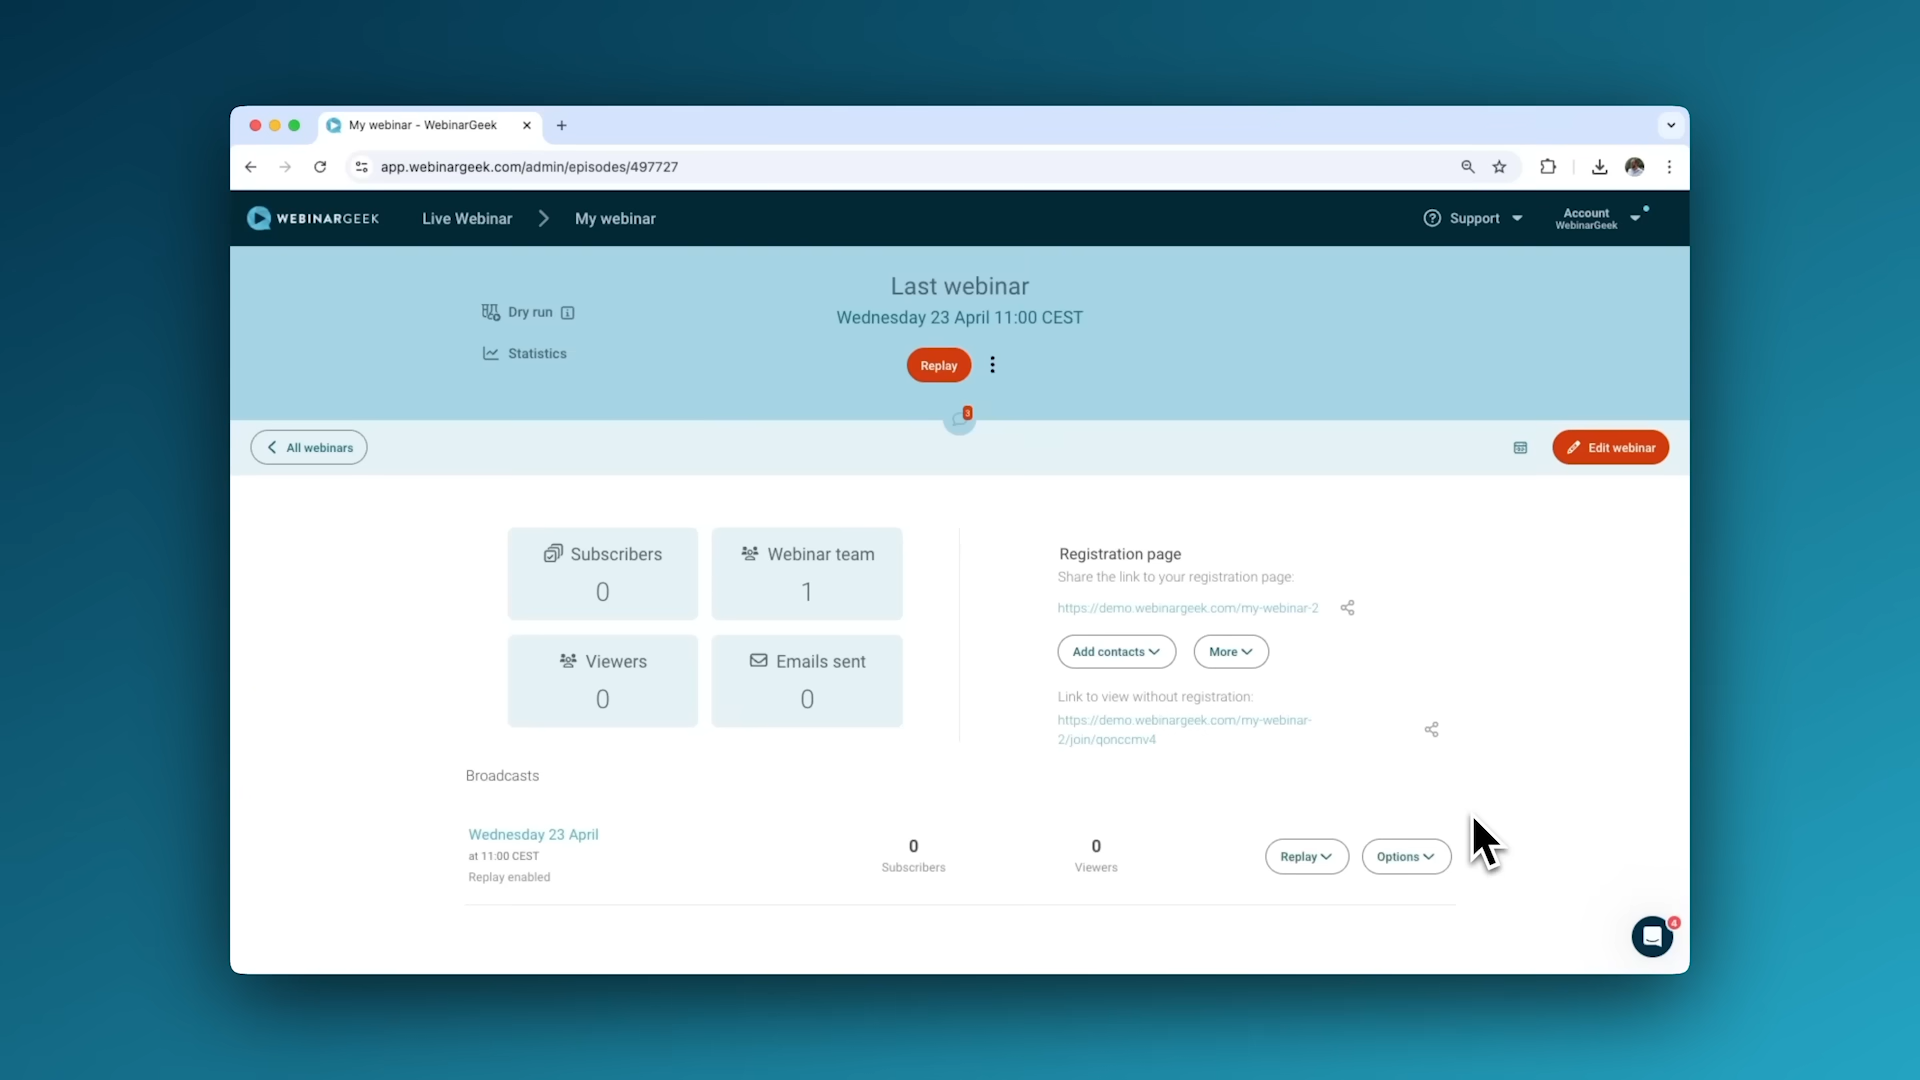 My webinar - WebinarGeek
app.webinargeek.com/admin/episodes/497727
WEBINARGEEK
Live Webinar
My webinar
Support
Account
WebinarGeek
Last webinar
Wednesday 23 April 11:00 CEST
Dry run
Statistics
Replay
3
All webinars
Edit webinar
Subscribers
0
Webinar team
1
Viewers
0
Emails sent
0
Registration page
Share the link to your registration page:
https://demo.webinargeek.com/my-webinar-2
Add contacts
More
Link to view without registration:
https://demo.webinargeek.com/my-webinar-
2/join/qonccmv4
Broadcasts
Wednesday 23 April
at 11:00 CEST
Replay enabled
0
Subscribers
0
Viewers
Replay
Options
4